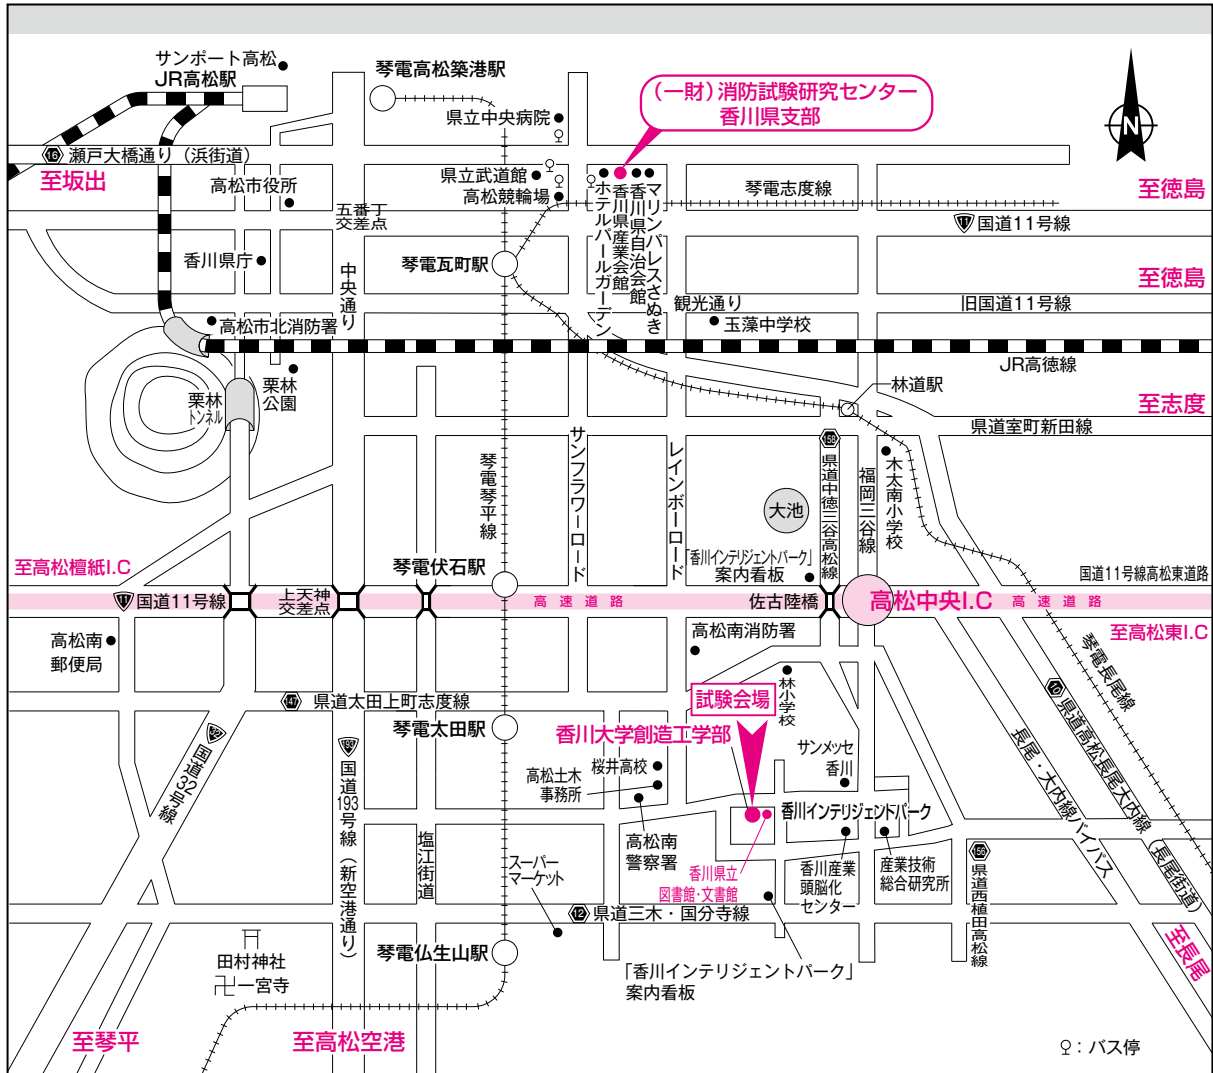 サンポート高松
JR高松駅
琴電高松築港駅
(一財)消防試験研究センター
香川県支部
N
県立中央病院
16
瀬戸大橋通り(浜街道)
至坂出
高松市役所
県立武道館
高松競輪場
五番丁
交差点
琴電志度線
至徳島
11
国道11号線
香川県庁
中央通り
琴電瓦町駅
ホテルパールガーデン
香川県産業会館
香川県自治会館
マリンパレスさぬき
至徳島
観光通り
旧国道11号線
高松市北消防署
玉藻中学校
JR高徳線
栗林
公園
栗林
トンネル
林道駅
至志度
県道室町新田線
琴電琴平線
サンフラワーロード
レインボーロード
158
県道中徳三谷高松線
福岡三谷線
木太南小学校
大池
至高松檀紙I.C
琴電伏石駅
「香川インテリジェントパーク」
案内看板
国道11号線高松東道路
11
国道11号線
上天神
交差点
高速道路
佐古陸橋
高松中央I.C
高速道路
至高松東I.C
高松南
郵便局
高松南消防署
琴電長尾線
林小学校
147
県道太田上町志度線
試験会場
10
県道高松長尾大内線(長尾街道)
32
国道32号線
193
国道193号線(新空港通り)
琴電太田駅
香川大学創造工学部
サンメッセ
香川
長尾・大内線バイパス
桜井高校
高松土木
事務所
香川インテリジェントパーク
塩江街道
高松南
警察署
スーパー
マーケット
香川県立
図書館・文書館
香川産業
頭脳化
センター
産業技術
総合研究所
156
県道西植田高松線
12
県道三木・国分寺線
至長尾
田村神社
卍一宮寺
琴電仏生山駅
「香川インテリジェントパーク」
案内看板
至琴平
至高松空港
:バス停